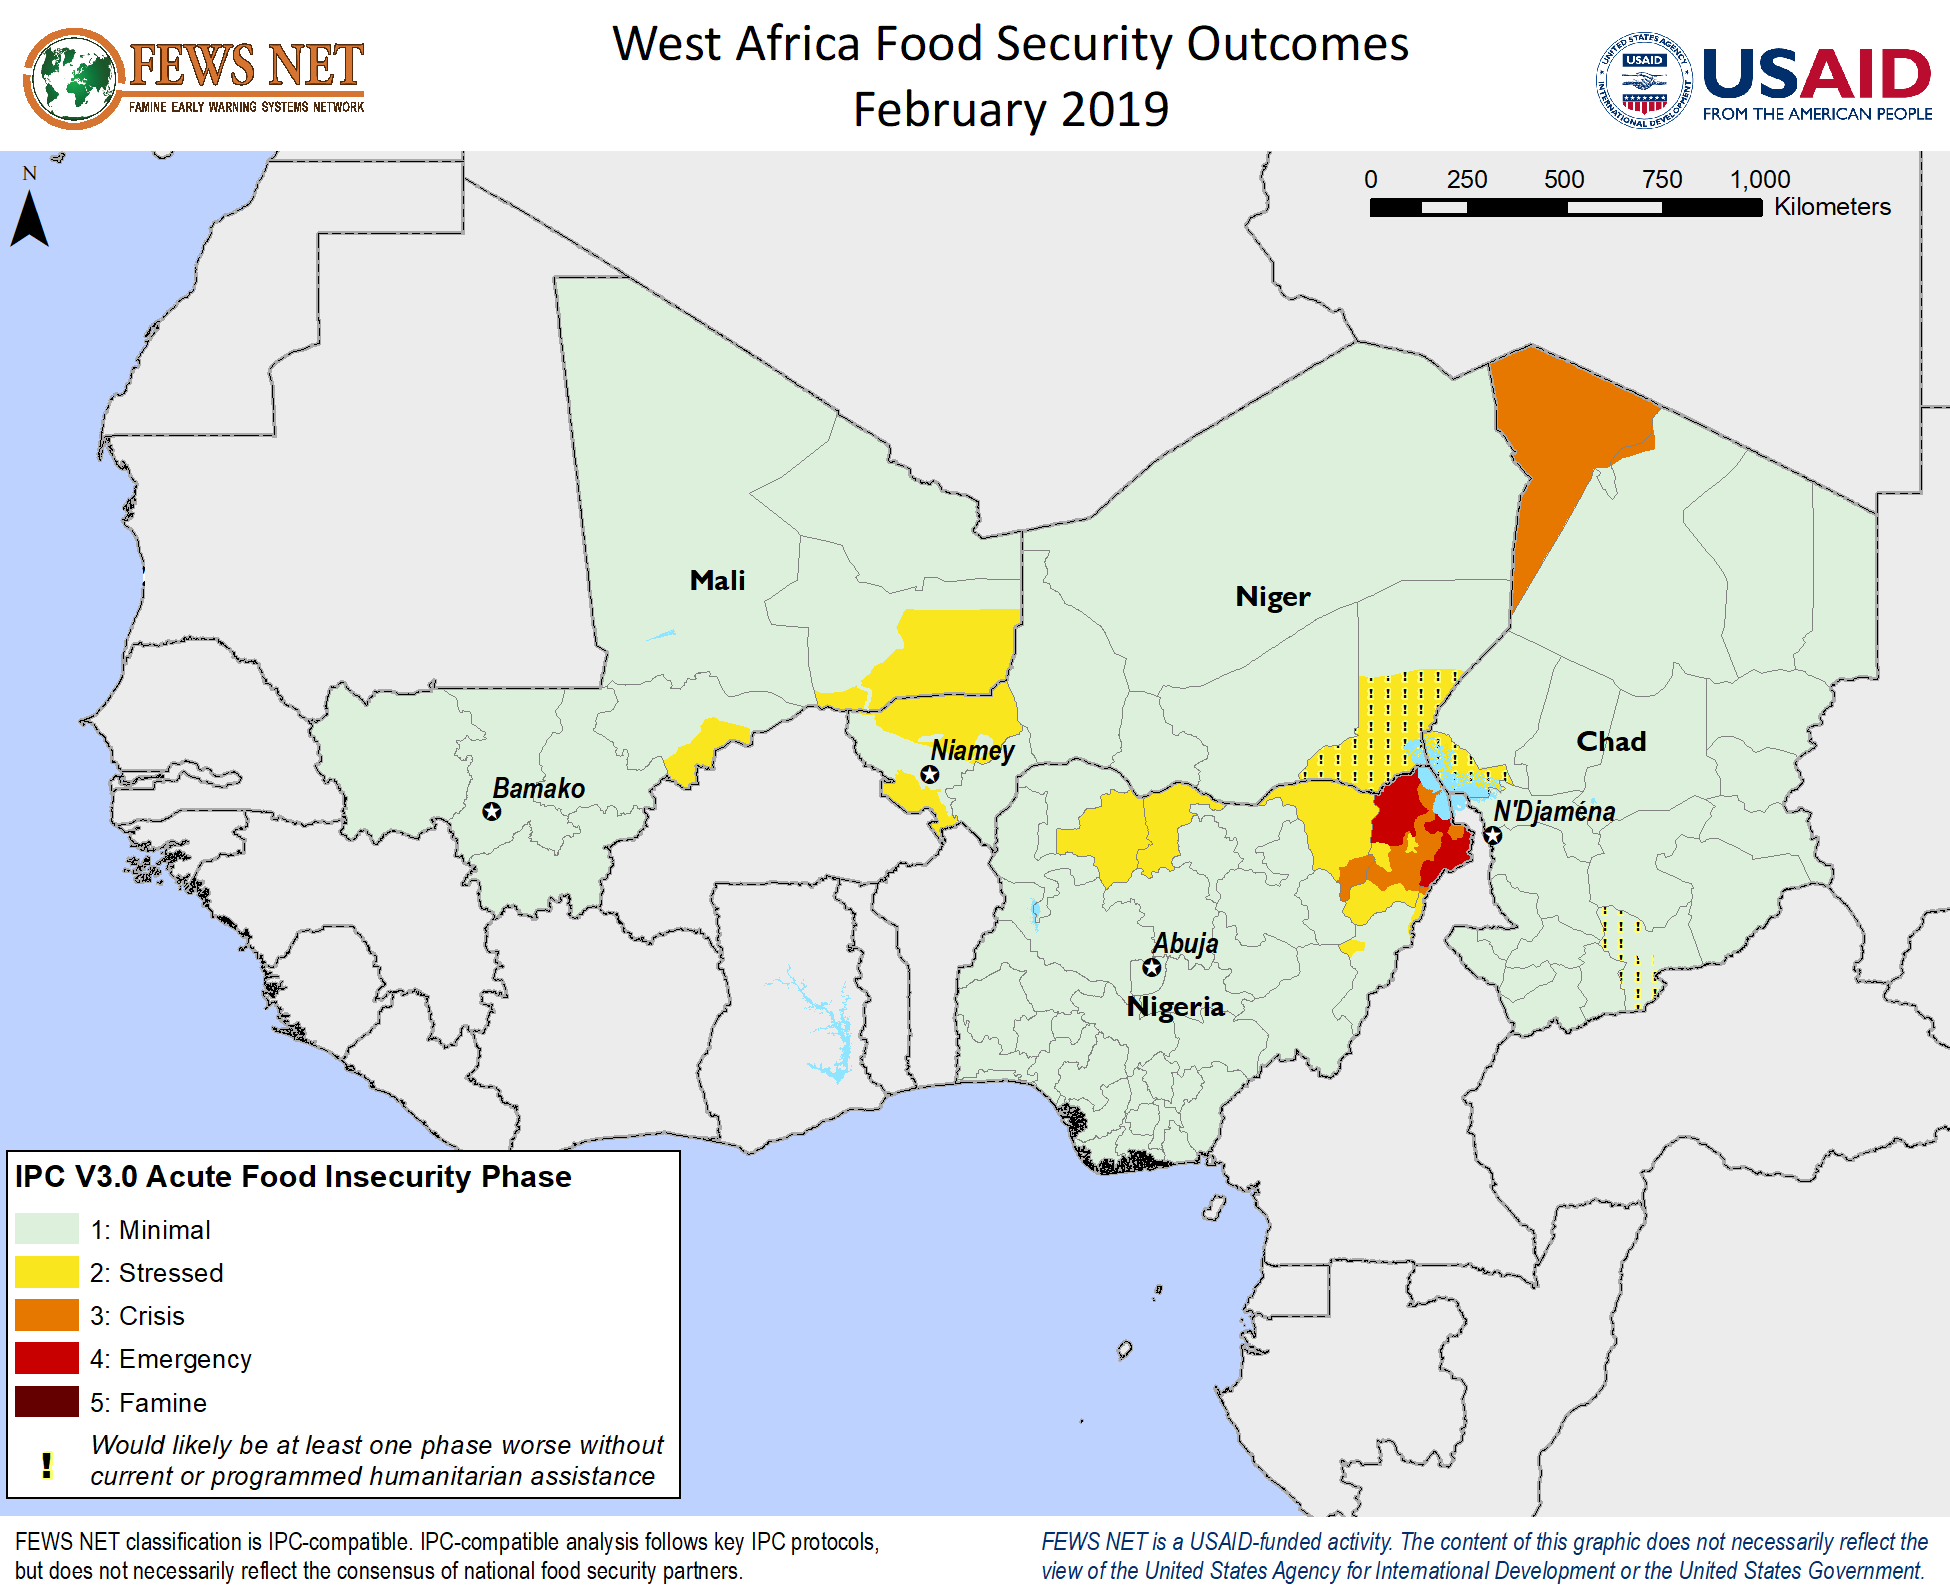 FEWS NET
FAMINE EARLY WARNING SYSTEMS NETWORK
West Africa Food Security Outcomes
February 2019
UNITED STATES AGENCY
USAID
INTERNATIONAL DEVELOPMENT
USAID
FROM THE AMERICAN PEOPLE
N
0 250 500 750 1,000
Kilometers
Mali
Niger
Chad
Niamey
Bamako
N'Djaména
Abuja
Nigeria
IPC V3.0 Acute Food Insecurity Phase
1: Minimal
2: Stressed
3: Crisis
4: Emergency
5: Famine
! Would likely be at least one phase worse without
current or programmed humanitarian assistance
FEWS NET classification is IPC-compatible. IPC-compatible analysis follows key IPC protocols,
but does not necessarily reflect the consensus of national food security partners.
FEWS NET is a USAID-funded activity. The content of this graphic does not necessarily reflect the
view of the United States Agency for International Development or the United States Government.